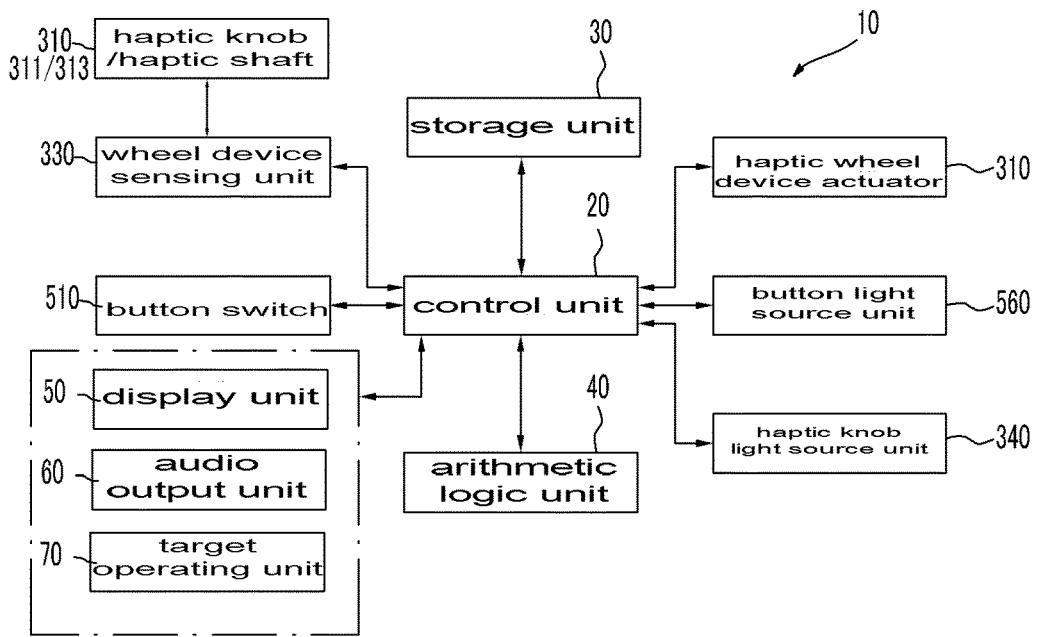 310
311/313
haptic knob
/haptic shaft
30
10
storage unit
330
wheel device
sensing unit
haptic wheel
device actuator
310
20
510
button switch
control unit
button light
source unit
560
50
display unit
40
haptic knob
light source unit
340
60
audio
output unit
arithmetic
logic unit
70
target
operating unit